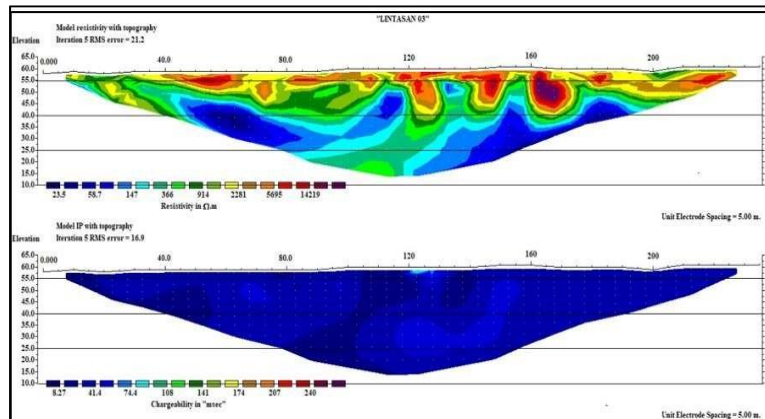 "LINTASAN 03"
Model resistivity with topography
Elevation Iteration 5 RMS error = 21.2
0.000 40.0 80.0 120 160 200
65.0
60.0
55.0
50.0
45.0
40.0
35.0
30.0
25.0
20.0
15.0
10.0
23.5 58.7 147 366 914 2281 5695 14219
Resistivity in Ω.m
Unit Electrode Spacing = 5.00 m.
Model IP with topography
Elevation Iteration 5 RMS error = 16.9
0.000 40.0 80.0 120 160 200
65.0
60.0
55.0
50.0
45.0
40.0
35.0
30.0
25.0
20.0
15.0
10.0
8.27 41.4 74.4 108 141 174 207 240
Chargeability in "msec"
Unit Electrode Spacing = 5.00 m.